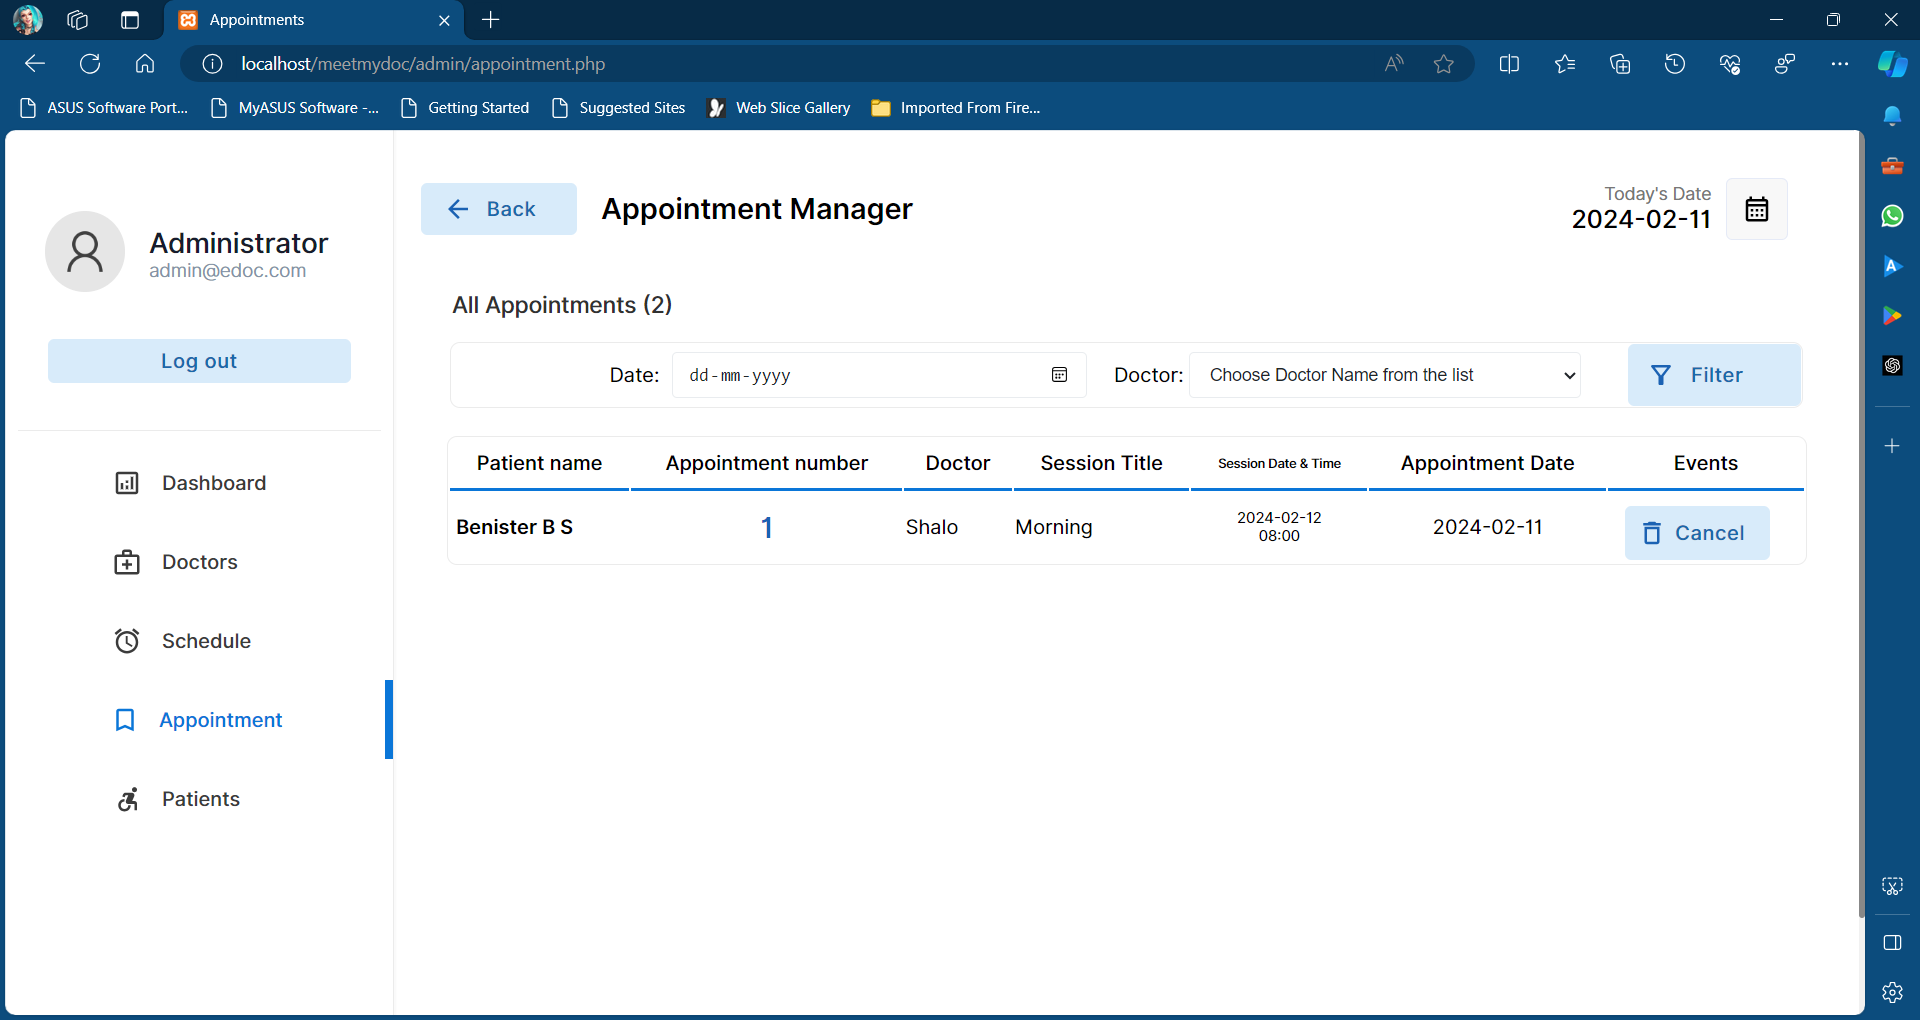 Appointments
localhost/meetmydoc/admin/appointment.php
ASUS Software Port... MyASUS Software -... Getting Started Suggested Sites Web Slice Gallery Imported From Fire...
Administrator
admin@edoc.com
Log out
Dashboard
Doctors
Schedule
Appointment
Patients
Back Appointment Manager
Today's Date
2024-02-11
All Appointments (2)
Date: dd-mm-yyyy Doctor: Choose Doctor Name from the list Filter
Patient name Appointment number Doctor Session Title Session Date & Time Appointment Date Events
Benister B S 1 Shalo Morning 2024-02-12 08:00 2024-02-11 Cancel